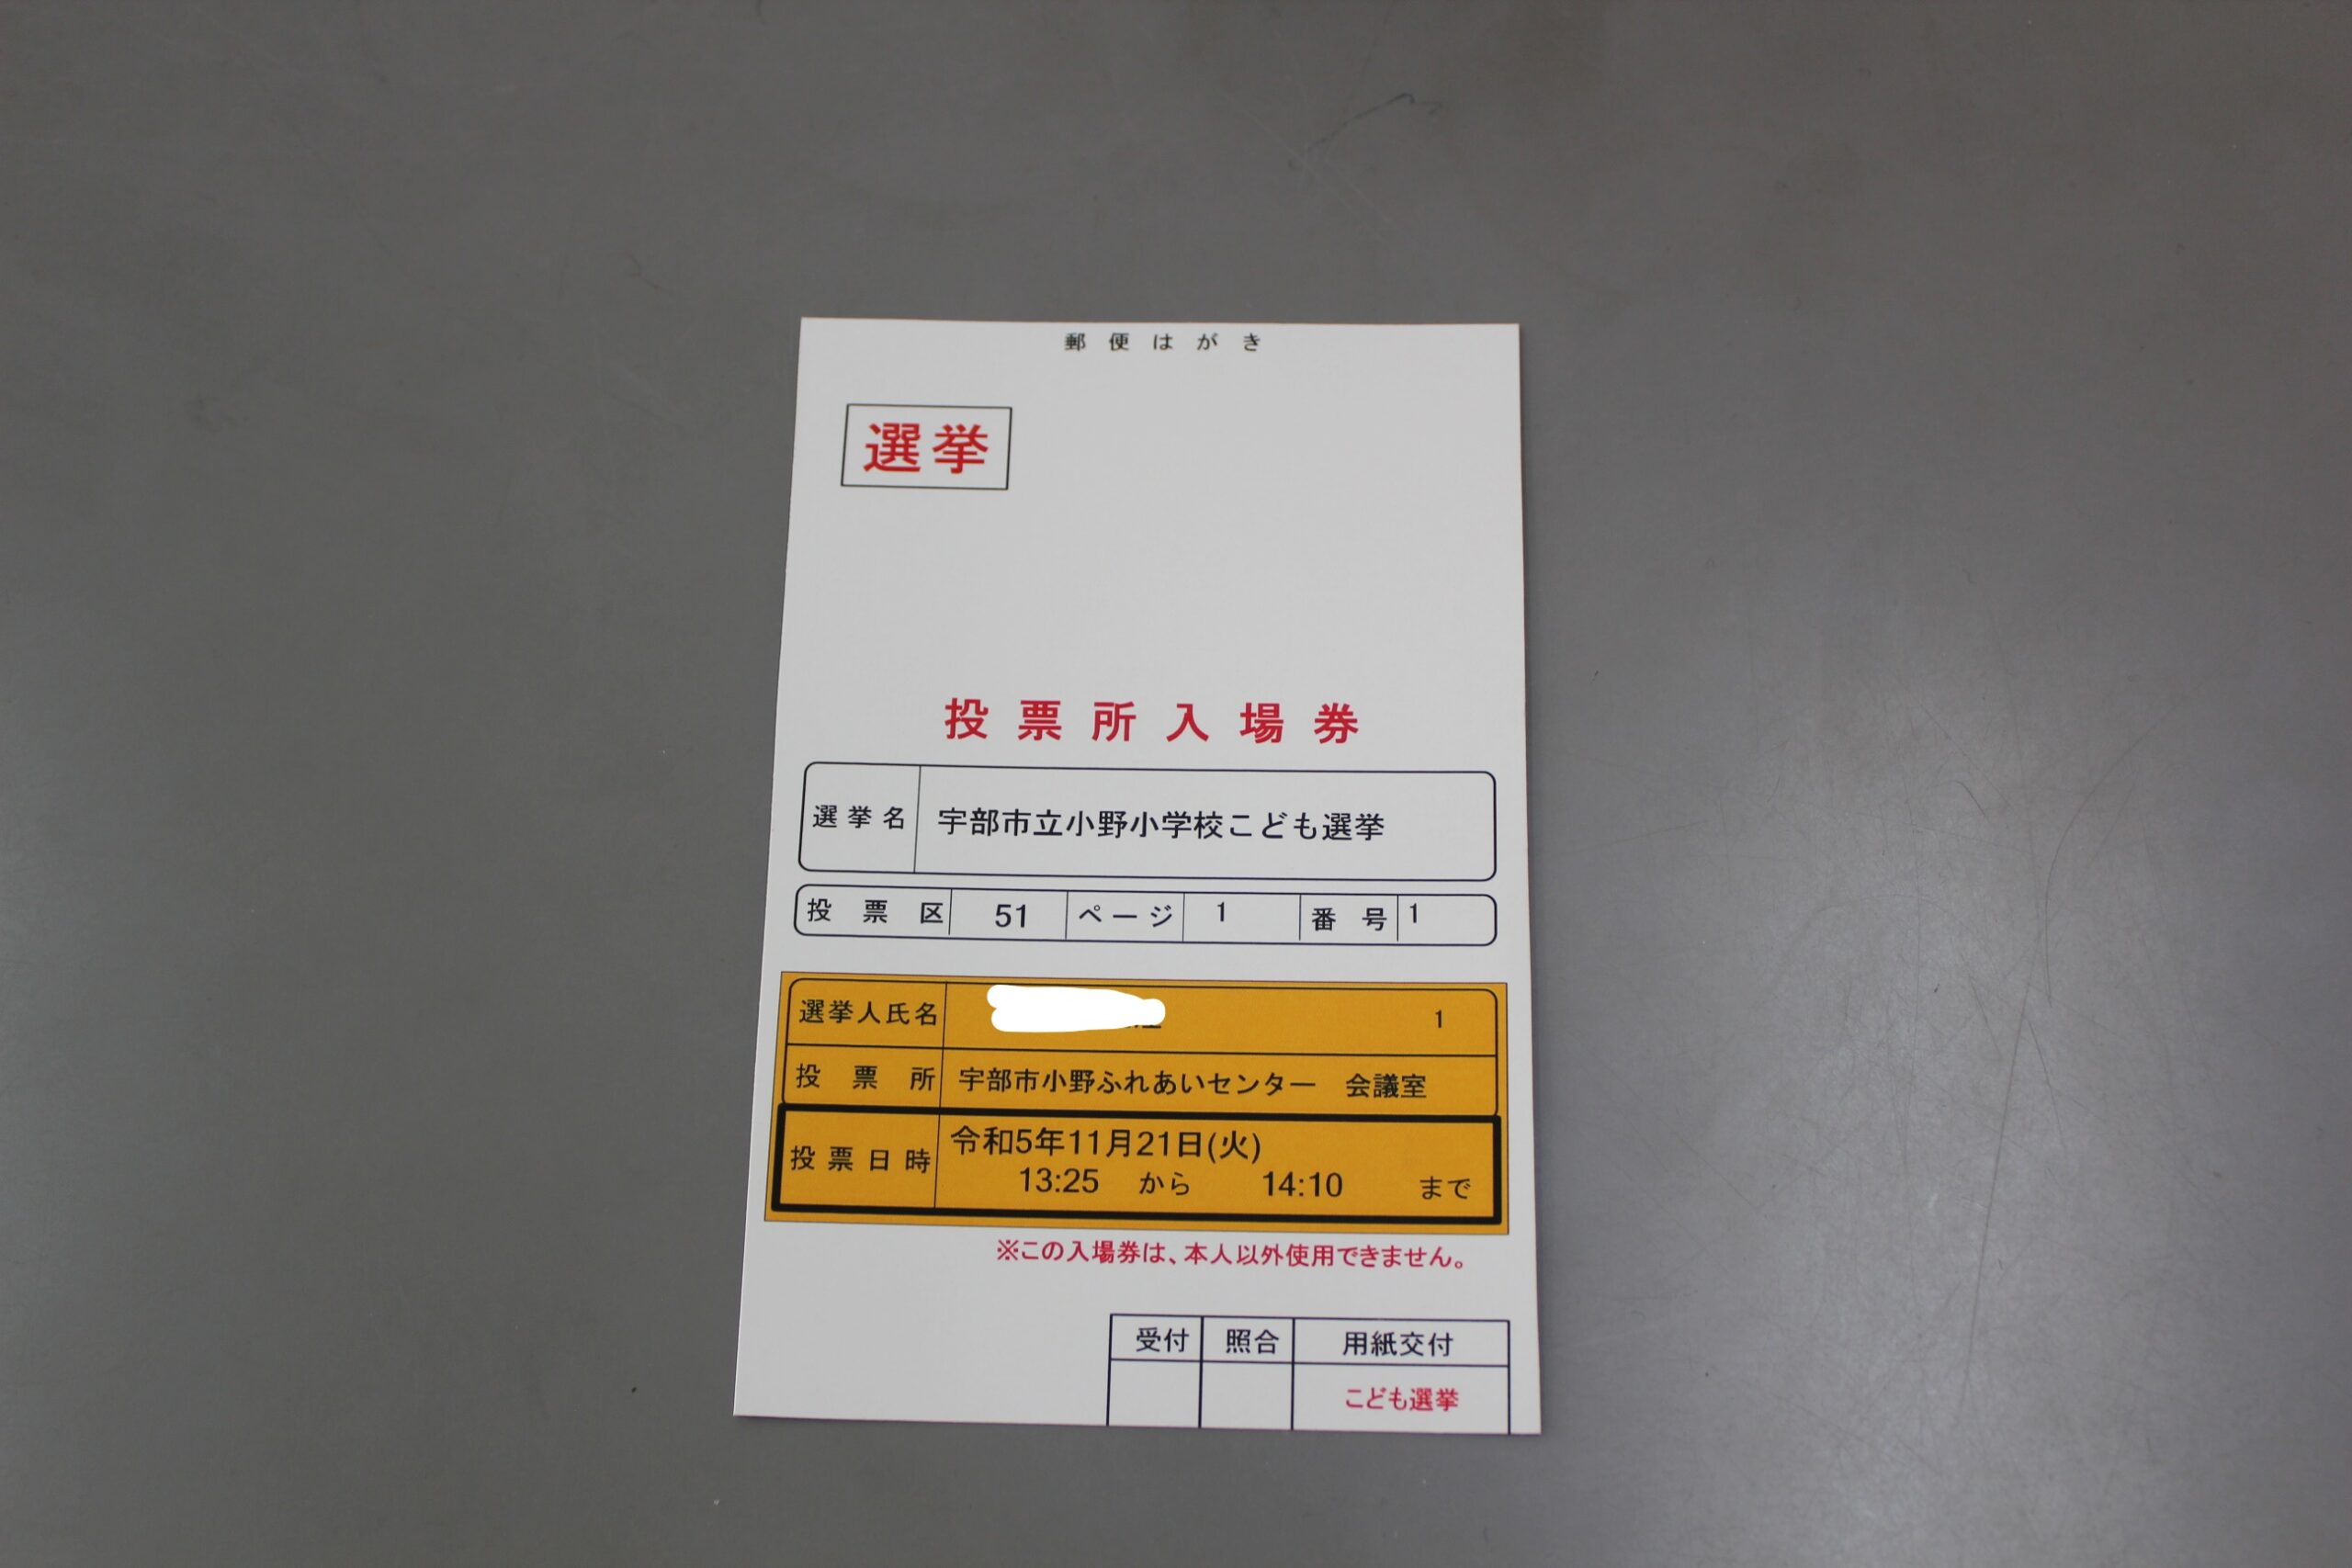 郵便はがき
選挙
投票所入場券
選挙名 宇部市立小野小学校こども選挙
投票区 51 ページ 1 番号 1
選挙人氏名 1
投票所 宇部市小野ふれあいセンター 会議室
投票日時 令和5年11月21日(火)
13:25 から 14:10 まで
※この入場券は、本人以外使用できません。
受付 照合 用紙交付
こども選挙